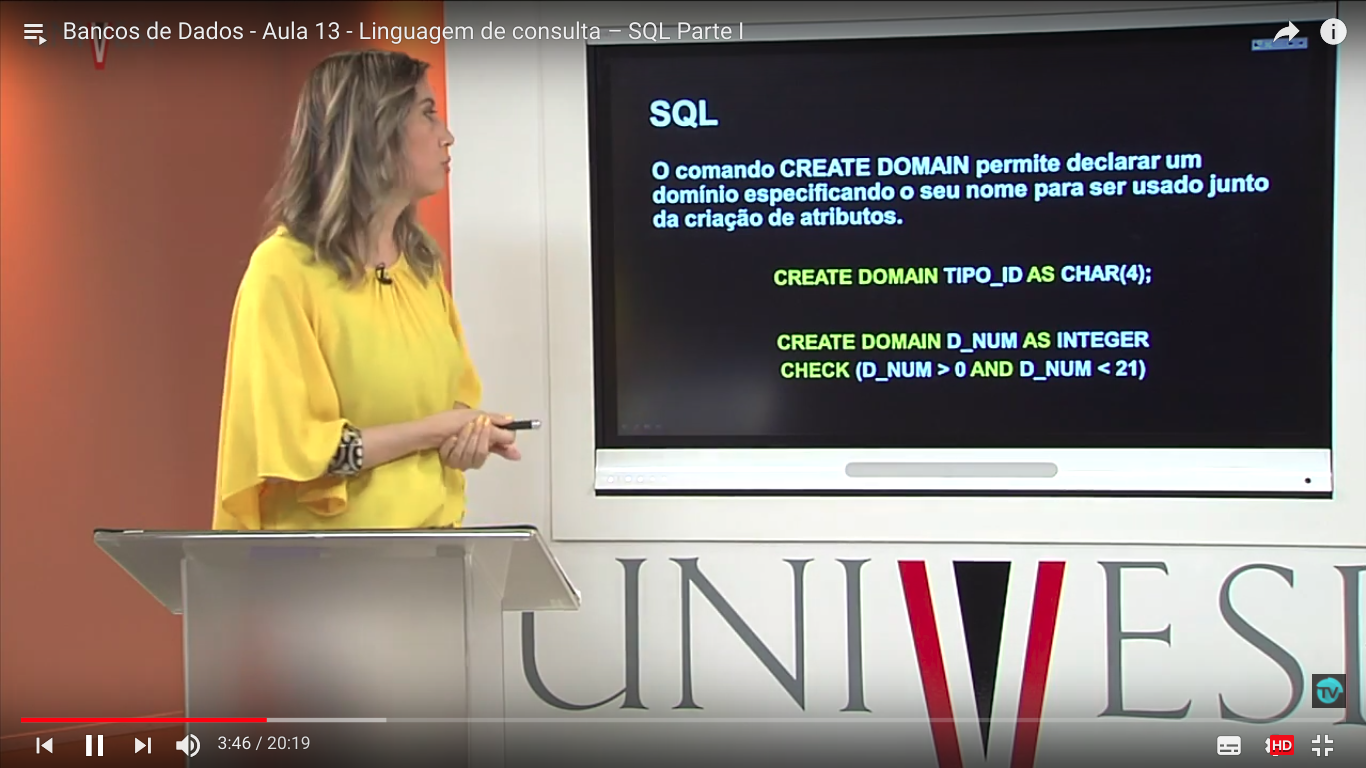 Bancos de Dados - Aula 13 - Linguagem de consulta – SQL Parte I
SQL
O comando CREATE DOMAIN permite declarar um
domínio especificando o seu nome para ser usado junto
da criação de atributos.
CREATE DOMAIN TIPO_ID AS CHAR(4);
CREATE DOMAIN D_NUM AS INTEGER
CHECK (D_NUM > 0 AND D_NUM < 21)
UNIVES
TV
3:46 / 20:19
HD